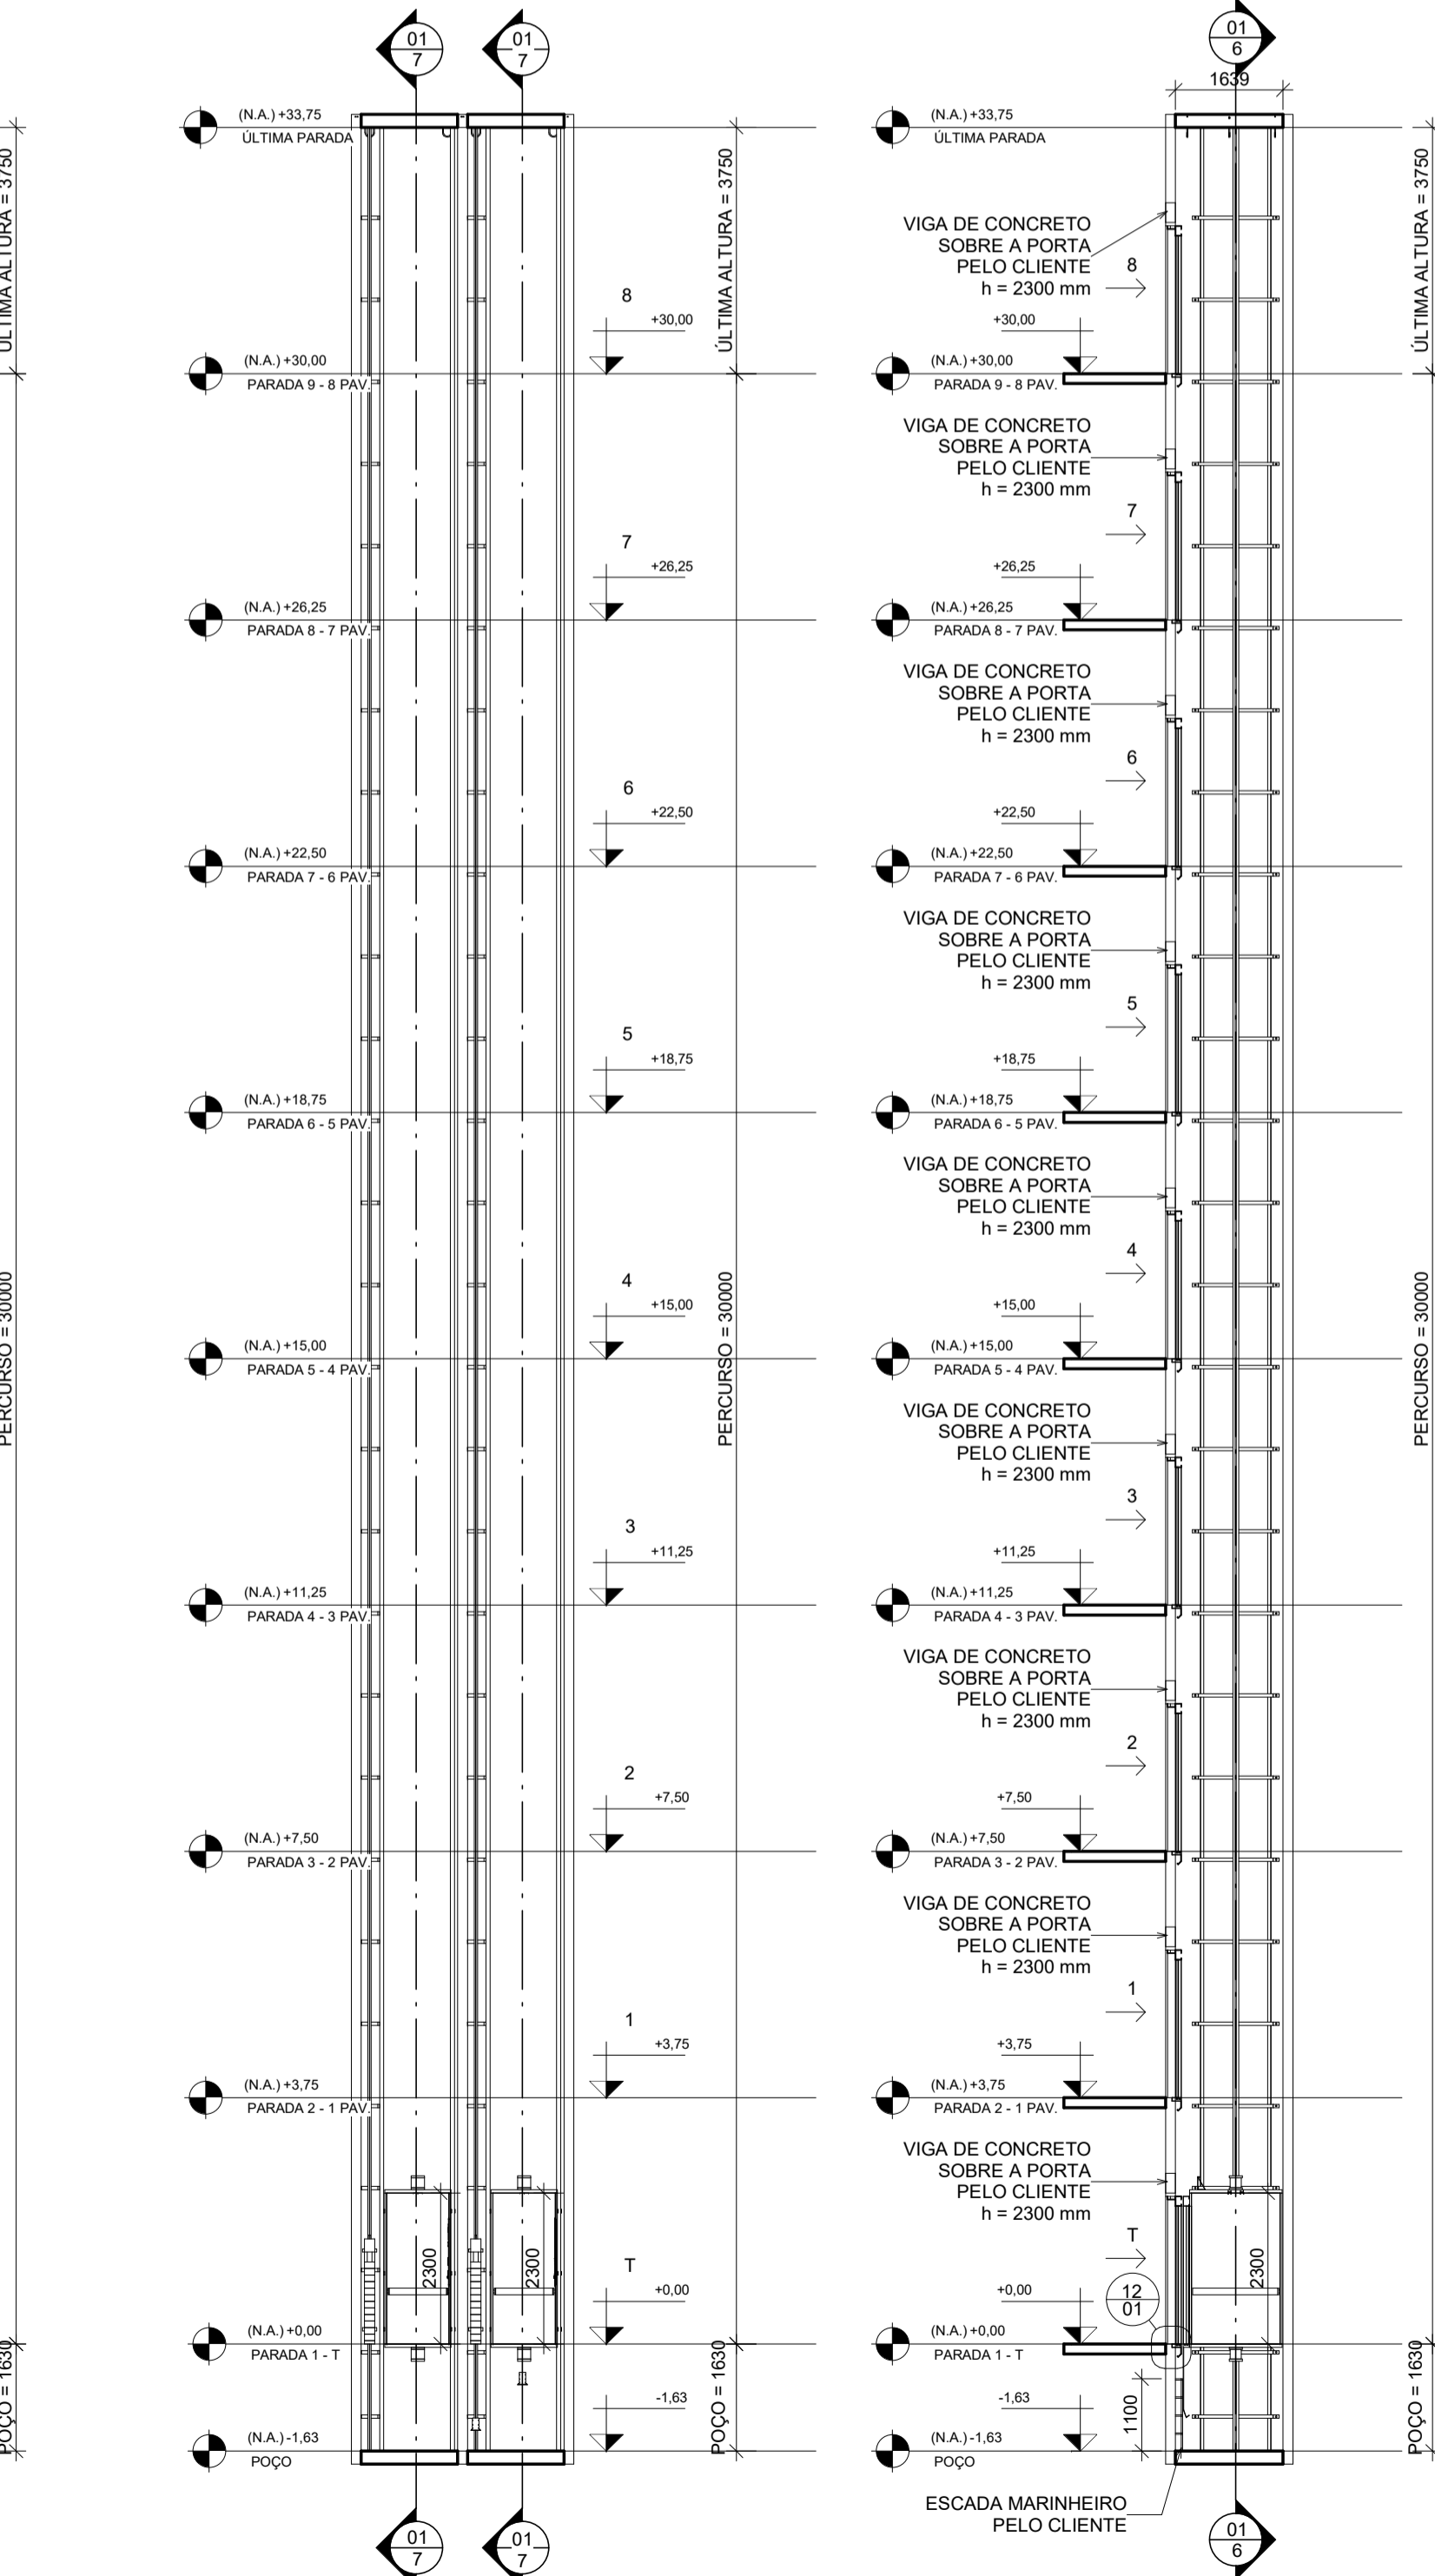 01
7
01
7
01
6
1639
(N.A.) +33,75
ÚLTIMA PARADA
(N.A.) +33,75
ÚLTIMA PARADA
ÚLTIMA ALTURA = 3750
ÚLTIMA ALTURA = 3750
ÚLTIMA ALTURA = 3750
VIGA DE CONCRETO
SOBRE A PORTA
PELO CLIENTE
h = 2300 mm
8
8
+30,00
+30,00
(N.A.) +30,00
PARADA 9 - 8 PAV.
(N.A.) +30,00
PARADA 9 - 8 PAV.
VIGA DE CONCRETO
SOBRE A PORTA
PELO CLIENTE
h = 2300 mm
7
7
+26,25
+26,25
(N.A.) +26,25
PARADA 8 - 7 PAV.
(N.A.) +26,25
PARADA 8 - 7 PAV.
VIGA DE CONCRETO
SOBRE A PORTA
PELO CLIENTE
h = 2300 mm
6
6
+22,50
+22,50
(N.A.) +22,50
PARADA 7 - 6 PAV.
(N.A.) +22,50
PARADA 7 - 6 PAV.
VIGA DE CONCRETO
SOBRE A PORTA
PELO CLIENTE
h = 2300 mm
5
5
+18,75
+18,75
(N.A.) +18,75
PARADA 6 - 5 PAV.
(N.A.) +18,75
PARADA 6 - 5 PAV.
VIGA DE CONCRETO
SOBRE A PORTA
PELO CLIENTE
h = 2300 mm
4
4
PERCURSO = 30000
PERCURSO = 30000
PERCURSO = 30000
+15,00
+15,00
(N.A.) +15,00
PARADA 5 - 4 PAV.
(N.A.) +15,00
PARADA 5 - 4 PAV.
VIGA DE CONCRETO
SOBRE A PORTA
PELO CLIENTE
h = 2300 mm
3
3
+11,25
+11,25
(N.A.) +11,25
PARADA 4 - 3 PAV.
(N.A.) +11,25
PARADA 4 - 3 PAV.
VIGA DE CONCRETO
SOBRE A PORTA
PELO CLIENTE
h = 2300 mm
2
2
+7,50
+7,50
(N.A.) +7,50
PARADA 3 - 2 PAV.
(N.A.) +7,50
PARADA 3 - 2 PAV.
VIGA DE CONCRETO
SOBRE A PORTA
PELO CLIENTE
h = 2300 mm
1
1
+3,75
+3,75
(N.A.) +3,75
PARADA 2 - 1 PAV.
(N.A.) +3,75
PARADA 2 - 1 PAV.
VIGA DE CONCRETO
SOBRE A PORTA
PELO CLIENTE
h = 2300 mm
2300
2300
2300
T
T
+0,00
+0,00
12
01
(N.A.) +0,00
PARADA 1 - T
(N.A.) +0,00
PARADA 1 - T
POÇO = 1630
POÇO = 1630
POÇO = 1630
1100
-1,63
-1,63
(N.A.) -1,63
POÇO
(N.A.) -1,63
POÇO
ESCADA MARINHEIRO
PELO CLIENTE
01
7
01
7
01
6